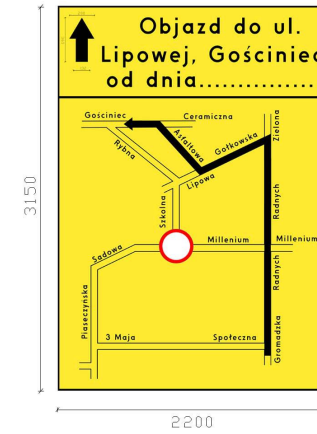 Objazd do ul.
Lipowej, Gościniec
od dnia...............
Gościniec
Ceramiczna
Zielona
Rybna
Asfaltowa
Gołkowska
Lipowa
Szkolna
Radnych
Sadowa
Millenium
Millenium
Piaseczyńska
Radnych
3 Maja
Społeczna
Gromadzka
3150
2200